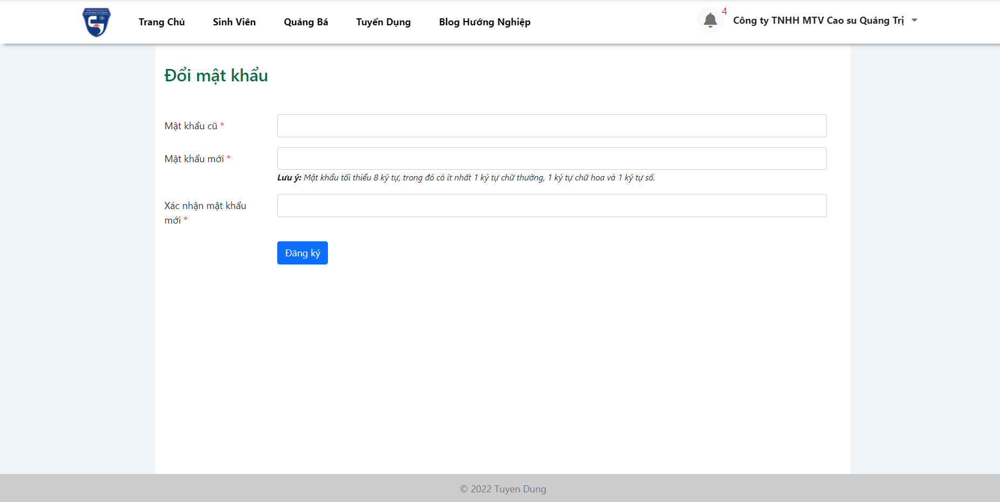 Trang Chủ
Sinh Viên
Quảng Bá
Tuyển Dụng
Blog Hướng Nghiệp
4
Công ty TNHH MTV Cao su Quảng Trị
Đổi mật khẩu
Mật khẩu cũ *
Mật khẩu mới *
Lưu ý: Mật khẩu tối thiểu 8 ký tự, trong đó có ít nhất 1 ký tự chữ thường, 1 ký tự chữ hoa và 1 ký tự số.
Xác nhận mật khẩu
mới *
Đăng ký
© 2022 Tuyen Dung